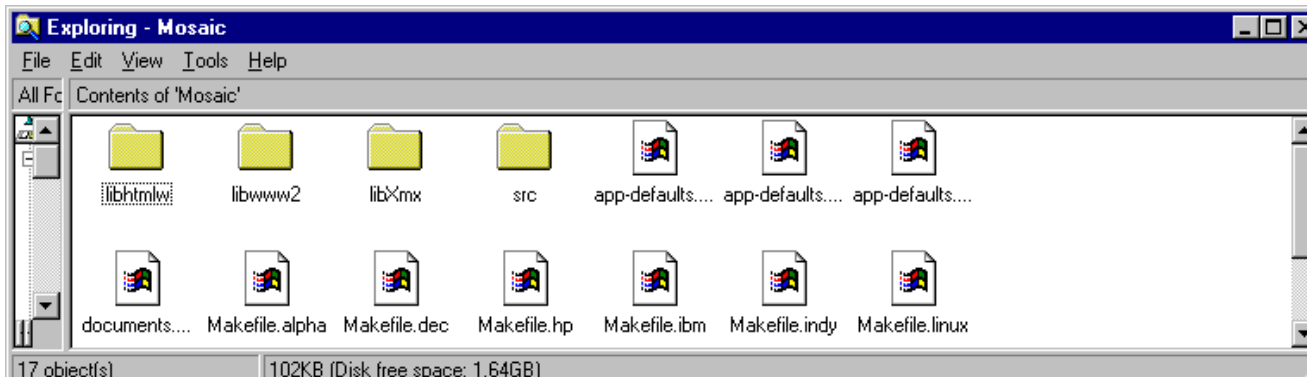 Exploring - Mosaic
File Edit View Tools Help
All Fc Contents of 'Mosaic'
libhtmlw libwww2 libXmx src app-defaults.... app-defaults.... app-defaults....
documents.... Makefile.alpha Makefile.dec Makefile.hp Makefile.ibm Makefile.indy Makefile.linux
17 object(s) 102KB (Disk free space: 1.64GB)